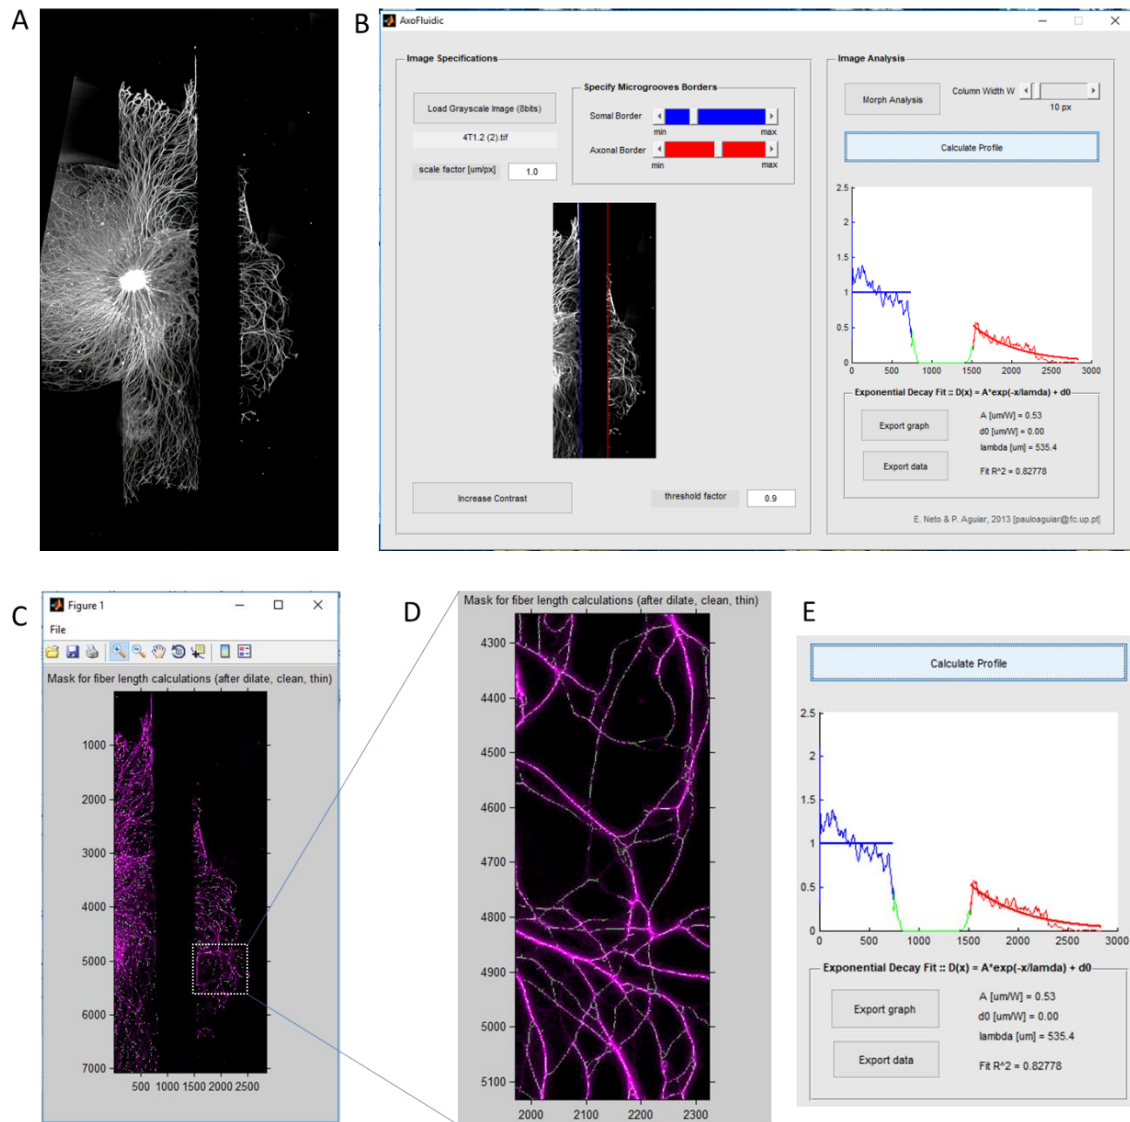 A
B
AxoFluidic
Image Specifications
Load Grayscale Image (8bits)
4T1.2 (2).tif
scale factor [um/px]
1.0
Specify Microgrooves Borders
Somal Border
min
max
Axonal Border
min
max
Increase Contrast
threshold factor
0.9
Image Analysis
Morph Analysis
Column Width W
10 px
Calculate Profile
2.5
2
1.5
1
0.5
0
0 500 1000 1500 2000 2500 3000
Exponential Decay Fit :: D(x) = A*exp(-x/lamda) + d0
Export graph
Export data
A [um/W] = 0.53
d0 [um/W] = 0.00
lambda [um] = 535.4
Fit R^2 = 0.82778
E. Neto & P. Aguiar, 2013 [pauloaguiar@fc.up.pt]
C
Figure 1
File
Mask for fiber length calculations (after dilate, clean, thin)
1000
2000
3000
4000
5000
6000
7000
500 1000 1500 2000 2500
D
Mask for fiber length calculations (after dilate, clean, thin)
4300
4400
4500
4600
4700
4800
4900
5000
5100
2000 2100 2200 2300
E
Calculate Profile
2.5
2
1.5
1
0.5
0
0 500 1000 1500 2000 2500 3000
Exponential Decay Fit :: D(x) = A*exp(-x/lamda) + d0
Export graph
Export data
A [um/W] = 0.53
d0 [um/W] = 0.00
lambda [um] = 535.4
Fit R^2 = 0.82778